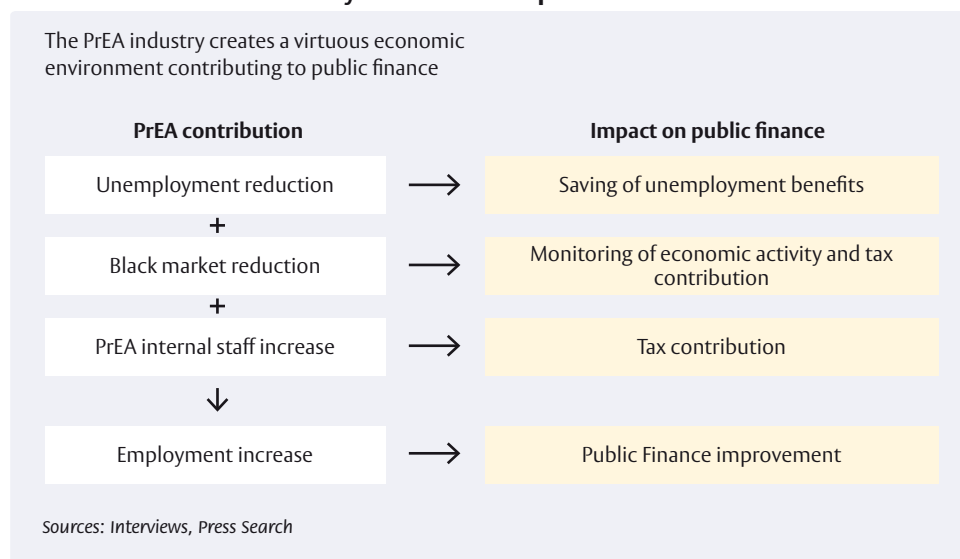 The PrEA industry creates a virtuous economic
environment contributing to public finance
PrEA contribution
Impact on public finance
Unemployment reduction
→
Saving of unemployment benefits
+
Black market reduction
→
Monitoring of economic activity and tax
contribution
+
PrEA internal staff increase
→
Tax contribution
↓
Employment increase
→
Public Finance improvement
Sources: Interviews, Press Search